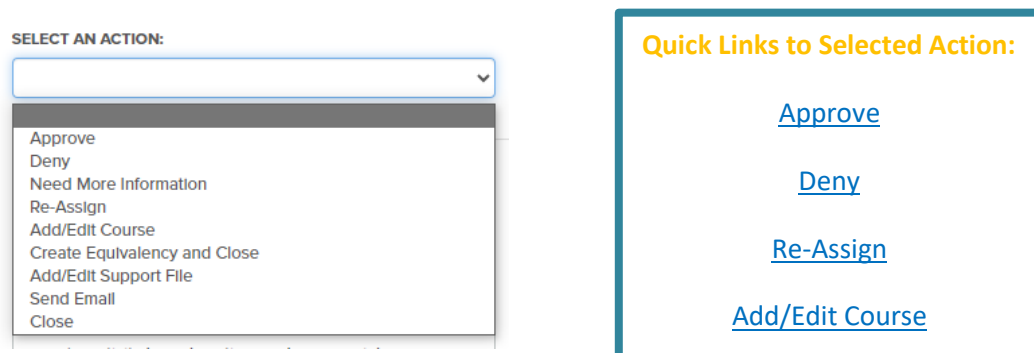 SELECT AN ACTION:
Approve
Deny
Need More Information
Re-Assign
Add/Edit Course
Create Equivalency and Close
Add/Edit Support File
Send Email
Close
Quick Links to Selected Action:
Approve
Deny
Re-Assign
Add/Edit Course